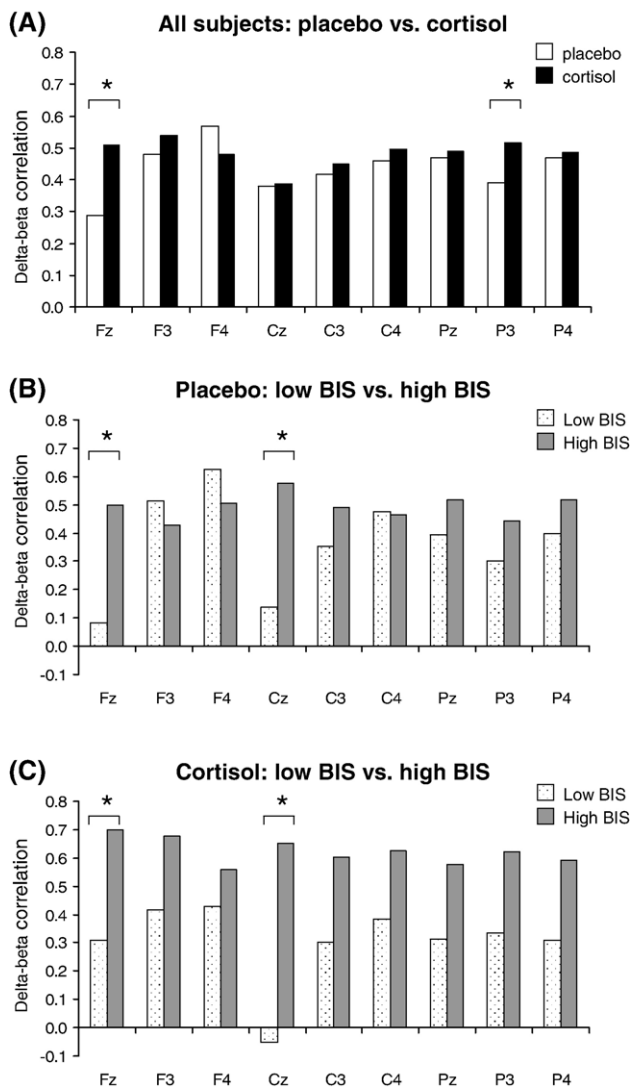 (A) All subjects: placebo vs. cortisol
placebo
cortisol
Delta-beta correlation
0.8
0.7
0.6
0.5
0.4
0.3
0.2
0.1
0.0
* *
Fz F3 F4 Cz C3 C4 Pz P3 P4
(B) Placebo: low BIS vs. high BIS
Low BIS
High BIS
Delta-beta correlation
0.8
0.7
0.6
0.5
0.4
0.3
0.2
0.1
0.0
-0.1
* *
Fz F3 F4 Cz C3 C4 Pz P3 P4
(C) Cortisol: low BIS vs. high BIS
Low BIS
High BIS
Delta-beta correlation
0.8
0.7
0.6
0.5
0.4
0.3
0.2
0.1
0.0
-0.1
* *
Fz F3 F4 Cz C3 C4 Pz P3 P4